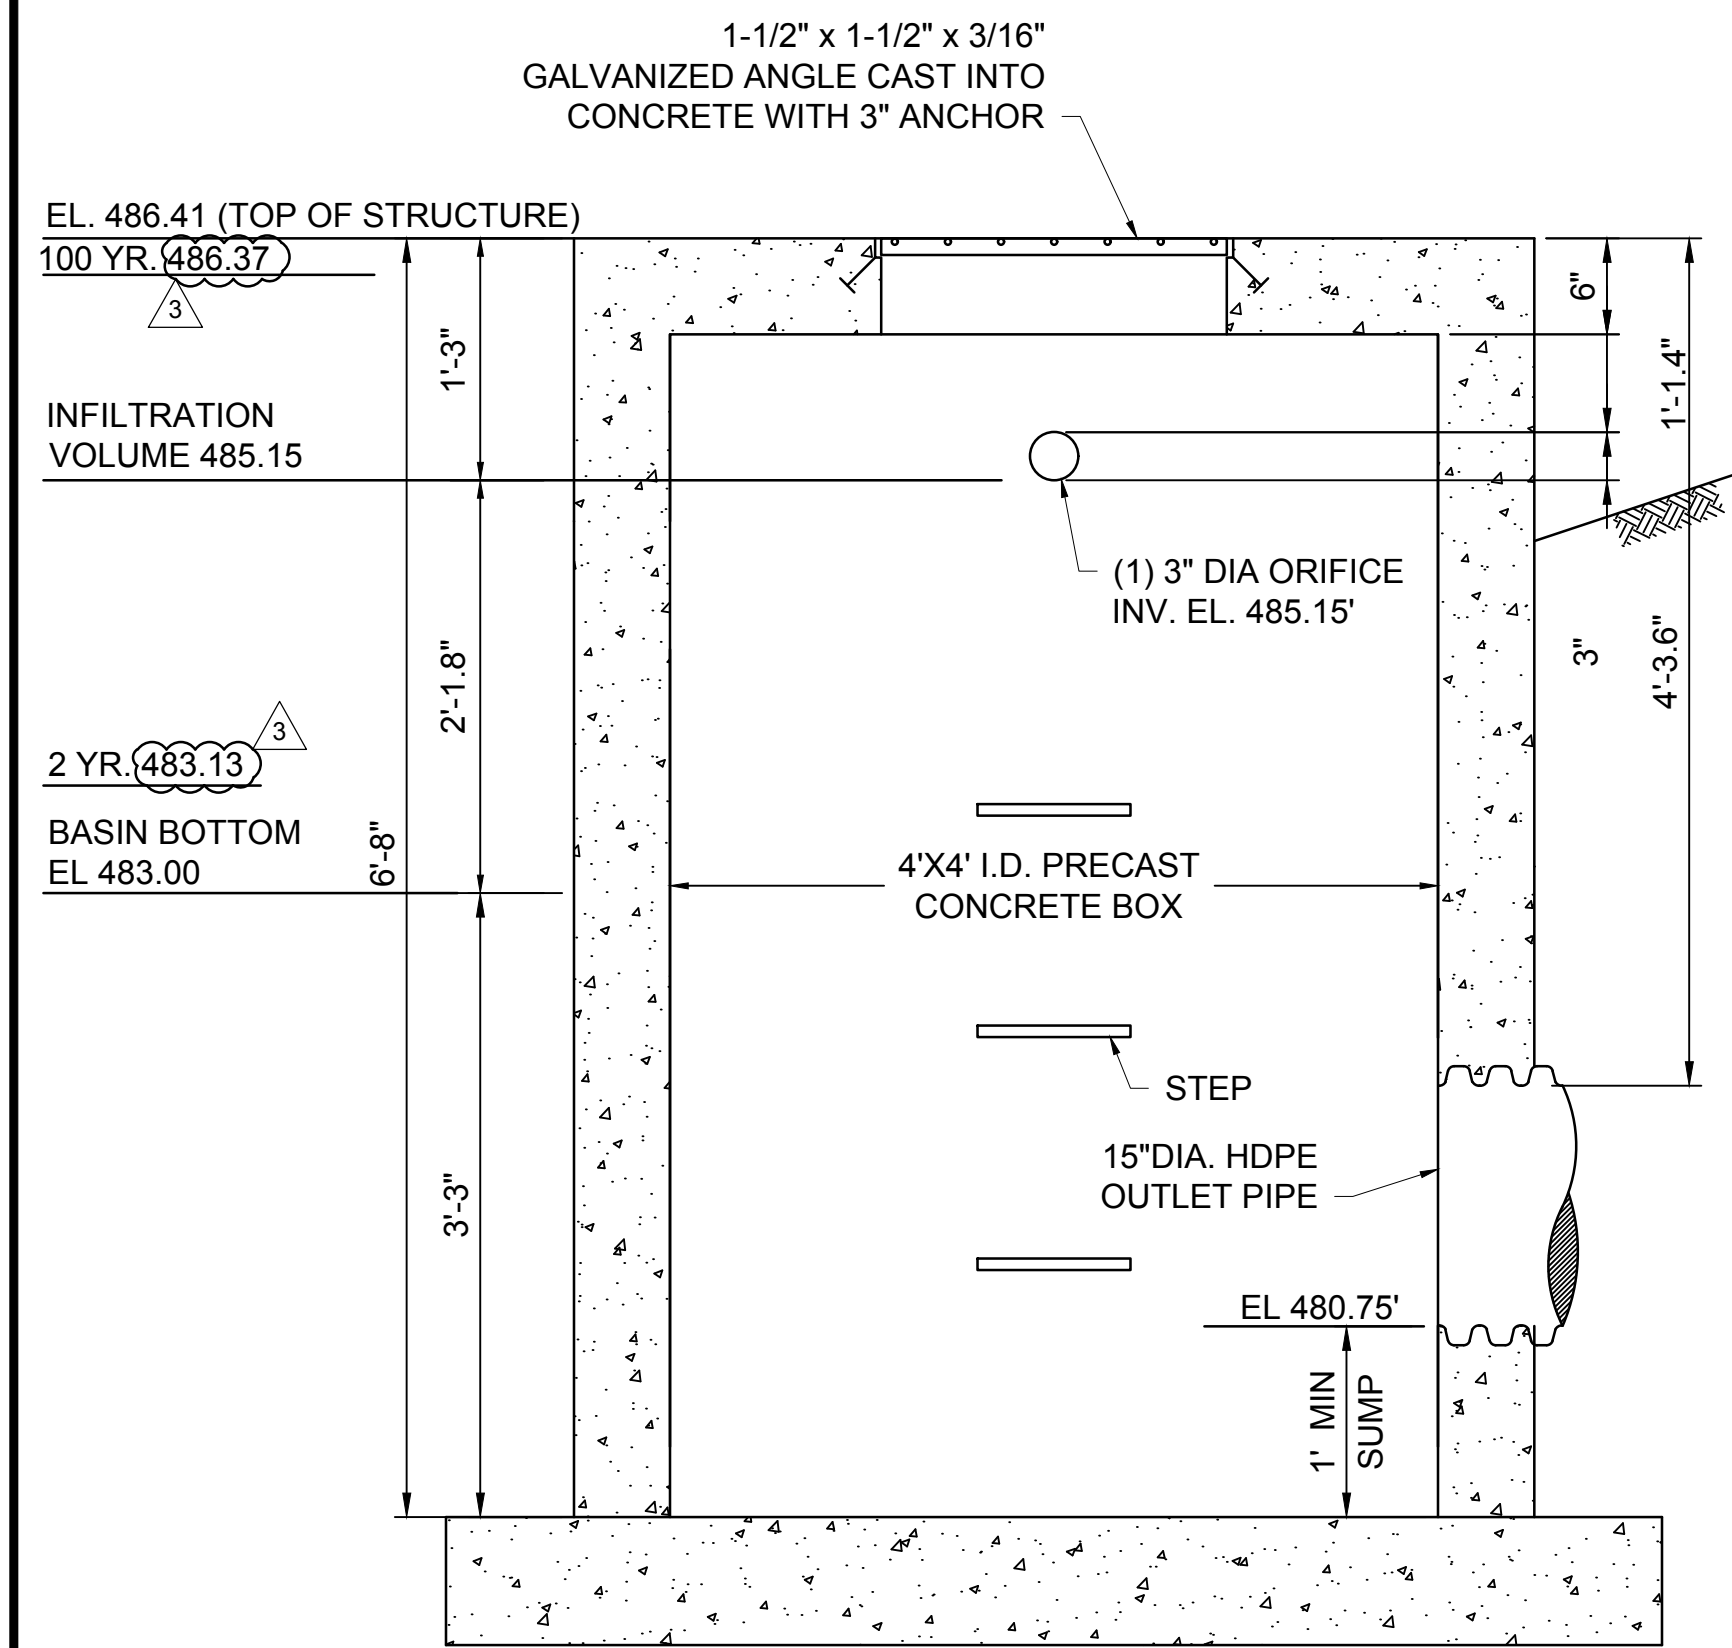 1-1/2" x 1-1/2" x 3/16"
GALVANIZED ANGLE CAST INTO
CONCRETE WITH 3" ANCHOR
EL. 486.41 (TOP OF STRUCTURE)
100 YR. 486.37
3
6"
1'-3"
1'-1.4"
INFILTRATION
VOLUME 485.15
(1) 3" DIA ORIFICE
INV. EL. 485.15'
3"
4'-3.6"
2'-1.8"
3
2 YR. 483.13
BASIN BOTTOM
EL 483.00
6'-8"
4'X4' I.D. PRECAST
CONCRETE BOX
STEP
15"DIA. HDPE
OUTLET PIPE
3'-3"
EL 480.75'
1' MIN
SUMP